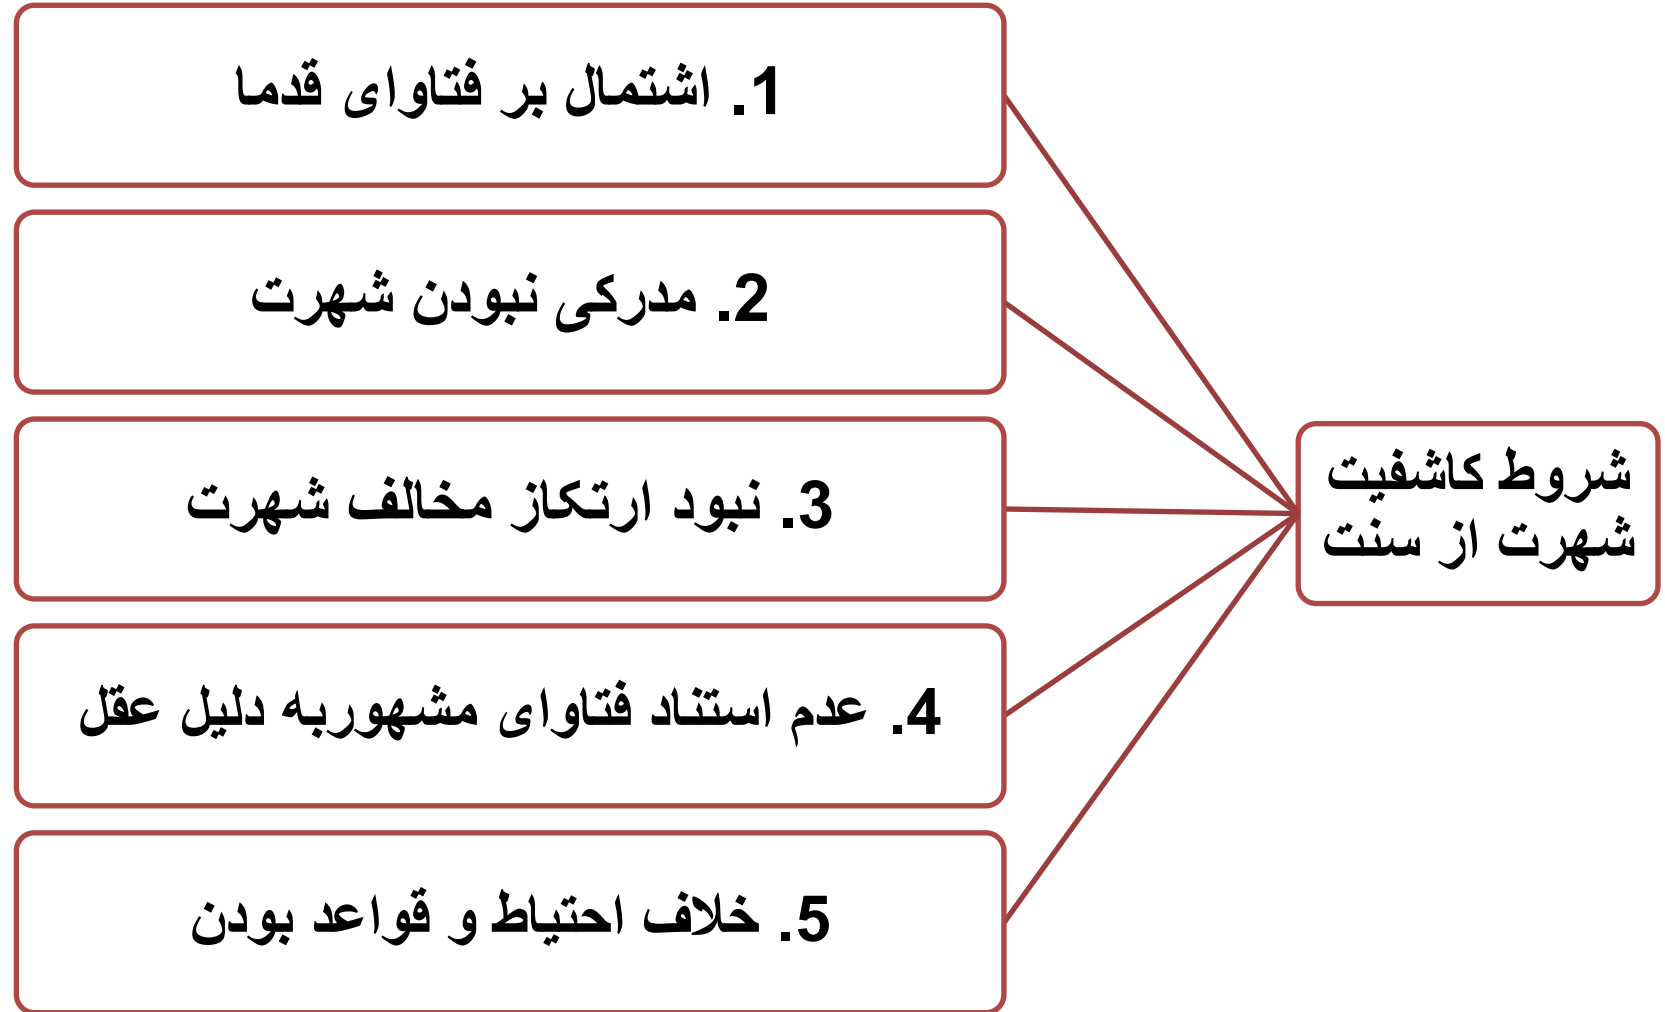 شروط کاشفیت
شهرت از سنت
1. اشتمال بر فتاوای قدما
2. مدرکی نبودن شهرت
3. نبود ارتکاز مخالف شهرت
4. عدم استناد فتاوای مشهوربه دلیل عقل
5. خلاف احتیاط و قواعد بودن